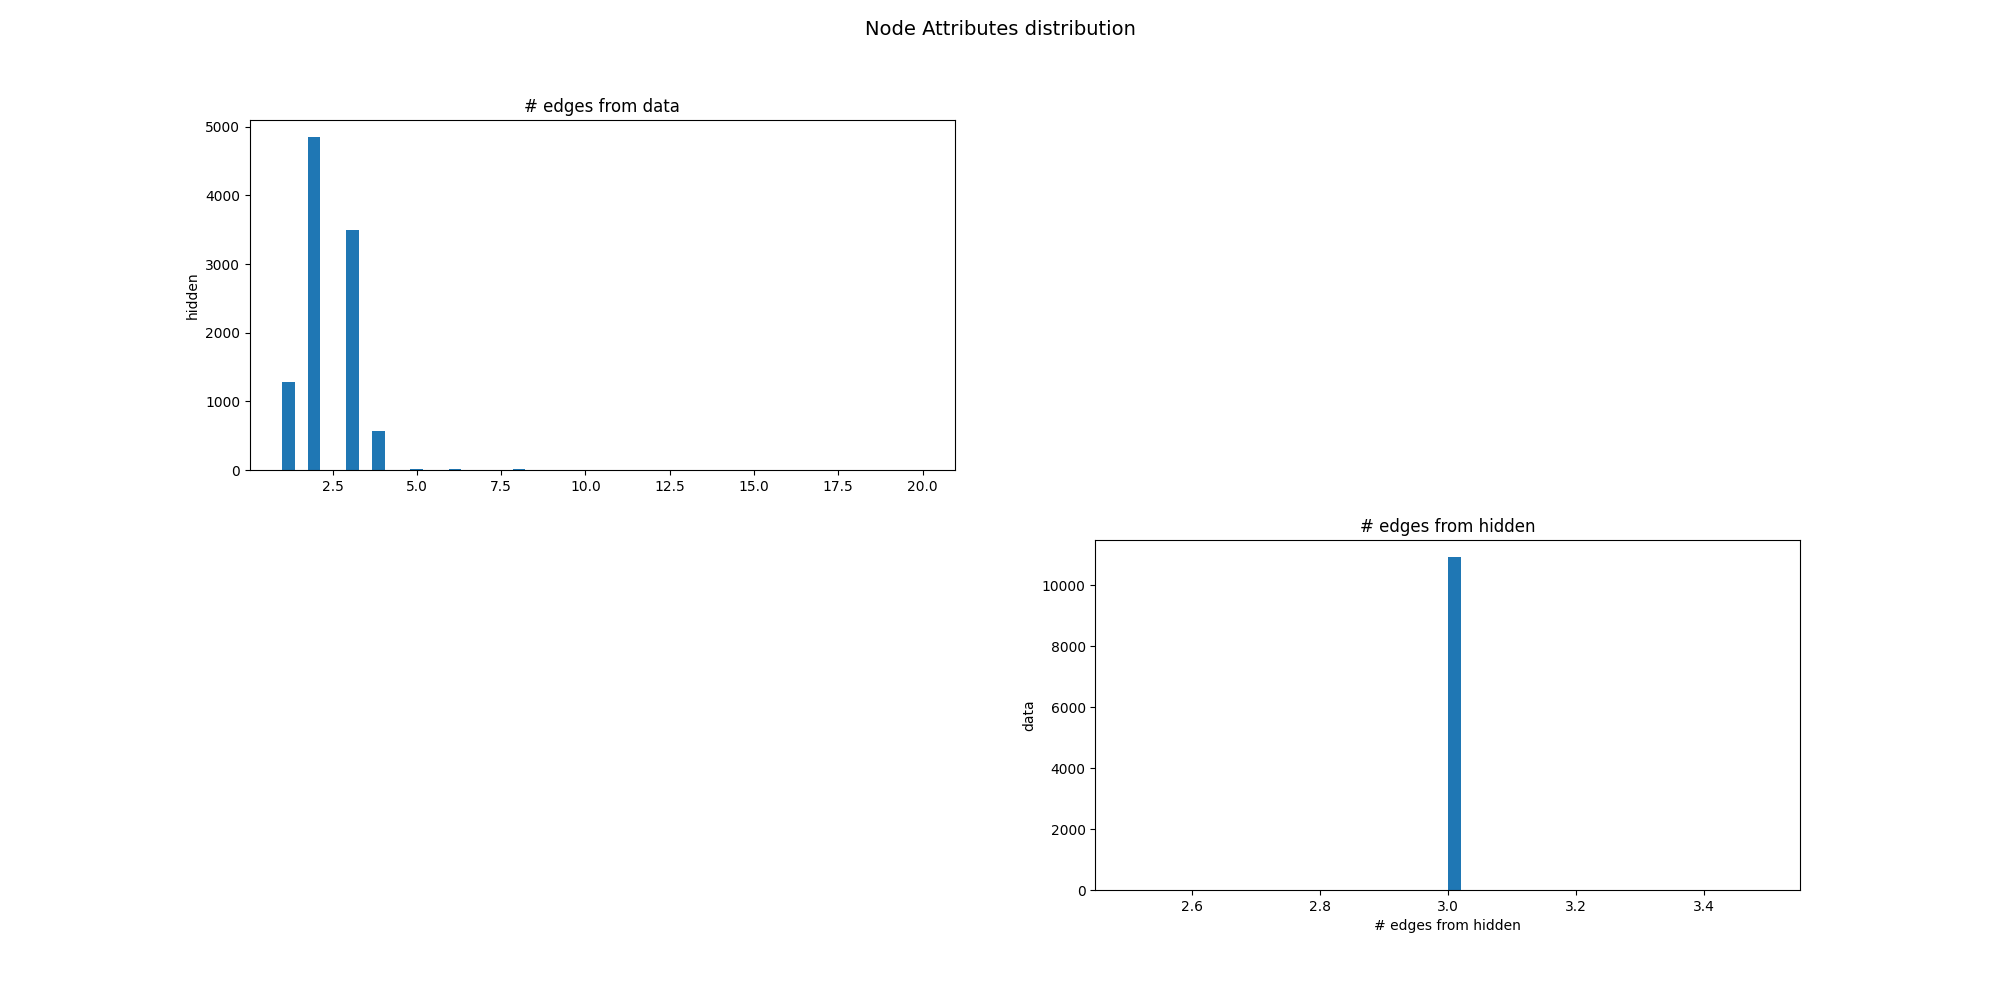 Node Attributes distribution
# edges from data
5000
4000
3000
2000
1000
0
hidden
2.5 5.0 7.5 10.0 12.5 15.0 17.5 20.0
# edges from hidden
10000
8000
6000
4000
2000
0
data
2.6 2.8 3.0 3.2 3.4
# edges from hidden